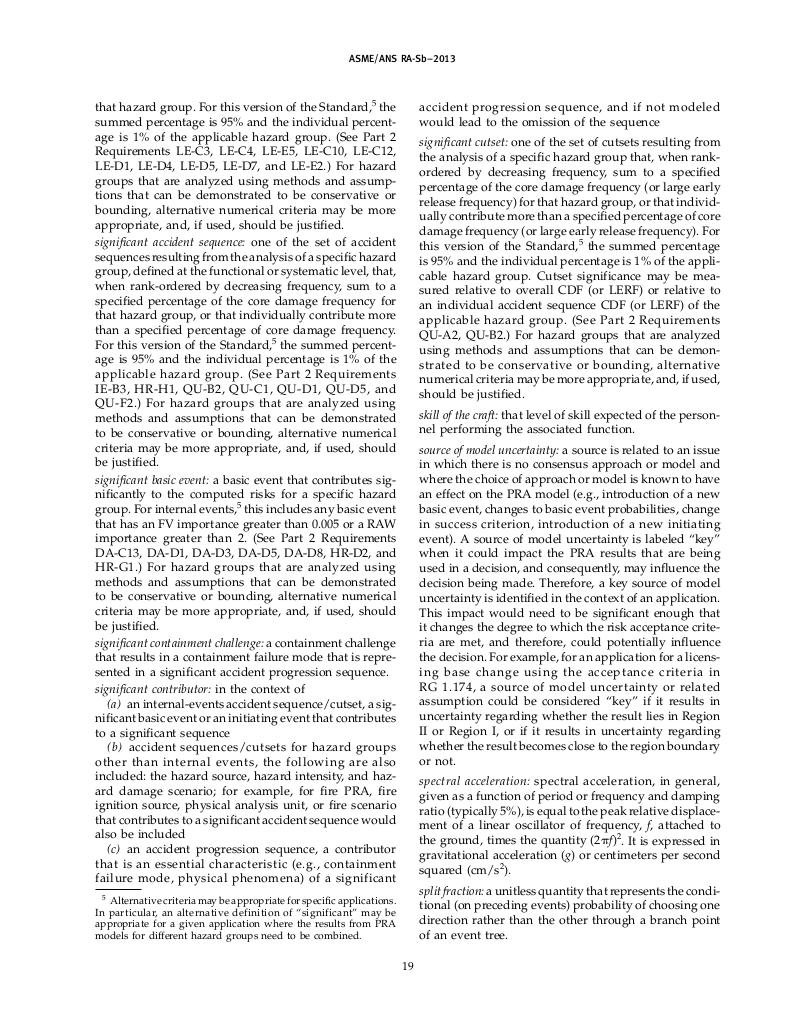 ASME/ANS RA-Sb–2013
that hazard group. For this version of the Standard,5 the
summed percentage is 95% and the individual percent-
age is 1% of the applicable hazard group. (See Part 2
Requirements LE-C3, LE-C4, LE-E5, LE-C10, LE-C12,
LE-D1, LE-D4, LE-D5, LE-D7, and LE-E2.) For hazard
groups that are analyzed using methods and assump-
tions that can be demonstrated to be conservative or
bounding, alternative numerical criteria may be more
appropriate, and, if used, should be justified.
significant accident sequence: one of the set of accident
sequences resulting from the analysis of a specific hazard
group, defined at the functional or systematic level, that,
when rank-ordered by decreasing frequency, sum to a
specified percentage of the core damage frequency for
that hazard group, or that individually contribute more
than a specified percentage of core damage frequency.
For this version of the Standard,5 the summed percent-
age is 95% and the individual percentage is 1% of the
applicable hazard group. (See Part 2 Requirements
IE-B3, HR-H1, QU-B2, QU-C1, QU-D1, QU-D5, and
QU-F2.) For hazard groups that are analyzed using
methods and assumptions that can be demonstrated
to be conservative or bounding, alternative numerical
criteria may be more appropriate, and, if used, should
be justified.
significant basic event: a basic event that contributes sig-
nificantly to the computed risks for a specific hazard
group. For internal events,5 this includes any basic event
that has an FV importance greater than 0.005 or a RAW
importance greater than 2. (See Part 2 Requirements
DA-C13, DA-D1, DA-D3, DA-D5, DA-D8, HR-D2, and
HR-G1.) For hazard groups that are analyzed using
methods and assumptions that can be demonstrated
to be conservative or bounding, alternative numerical
criteria may be more appropriate, and, if used, should
be justified.
significant containment challenge: a containment challenge
that results in a containment failure mode that is repre-
sented in a significant accident progression sequence.
significant contributor: in the context of
(a) an internal-events accident sequence/cutset, a sig-
nificant basic event or an initiating event that contributes
to a significant sequence
(b) accident sequences/cutsets for hazard groups
other than internal events, the following are also
included: the hazard source, hazard intensity, and haz-
ard damage scenario; for example, for fire PRA, fire
ignition source, physical analysis unit, or fire scenario
that contributes to a significant accident sequence would
also be included
(c) an accident progression sequence, a contributor
that is an essential characteristic (e.g., containment
failure mode, physical phenomena) of a significant
5 Alternative criteria may be appropriate for specific applications.
In particular, an alternative definition of "significant" may be
appropriate for a given application where the results from PRA
models for different hazard groups need to be combined.
accident progression sequence, and if not modeled
would lead to the omission of the sequence
significant cutset: one of the set of cutsets resulting from
the analysis of a specific hazard group that, when rank-
ordered by decreasing frequency, sum to a specified
percentage of the core damage frequency (or large early
release frequency) for that hazard group, or that individ-
ually contribute more than a specified percentage of core
damage frequency (or large early release frequency). For
this version of the Standard,5 the summed percentage
is 95% and the individual percentage is 1% of the appli-
cable hazard group. Cutset significance may be mea-
sured relative to overall CDF (or LERF) or relative to
an individual accident sequence CDF (or LERF) of the
applicable hazard group. (See Part 2 Requirements
QU-A2, QU-B2.) For hazard groups that are analyzed
using methods and assumptions that can be demon-
strated to be conservative or bounding, alternative
numerical criteria may be more appropriate, and, if used,
should be justified.
skill of the craft: that level of skill expected of the person-
nel performing the associated function.
source of model uncertainty: a source is related to an issue
in which there is no consensus approach or model and
where the choice of approach or model is known to have
an effect on the PRA model (e.g., introduction of a new
basic event, changes to basic event probabilities, change
in success criterion, introduction of a new initiating
event). A source of model uncertainty is labeled "key"
when it could impact the PRA results that are being
used in a decision, and consequently, may influence the
decision being made. Therefore, a key source of model
uncertainty is identified in the context of an application.
This impact would need to be significant enough that
it changes the degree to which the risk acceptance crite-
ria are met, and therefore, could potentially influence
the decision. For example, for an application for a licens-
ing base change using the acceptance criteria in
RG 1.174, a source of model uncertainty or related
assumption could be considered "key" if it results in
uncertainty regarding whether the result lies in Region
II or Region I, or if it results in uncertainty regarding
whether the result becomes close to the region boundary
or not.
spectral acceleration: spectral acceleration, in general,
given as a function of period or frequency and damping
ratio (typically 5%), is equal to the peak relative displace-
ment of a linear oscillator of frequency, f, attached to
the ground, times the quantity (2πf)². It is expressed in
gravitational acceleration (g) or centimeters per second
squared (cm/s²).
split fraction: a unitless quantity that represents the condi-
tional (on preceding events) probability of choosing one
direction rather than the other through a branch point
of an event tree.
19